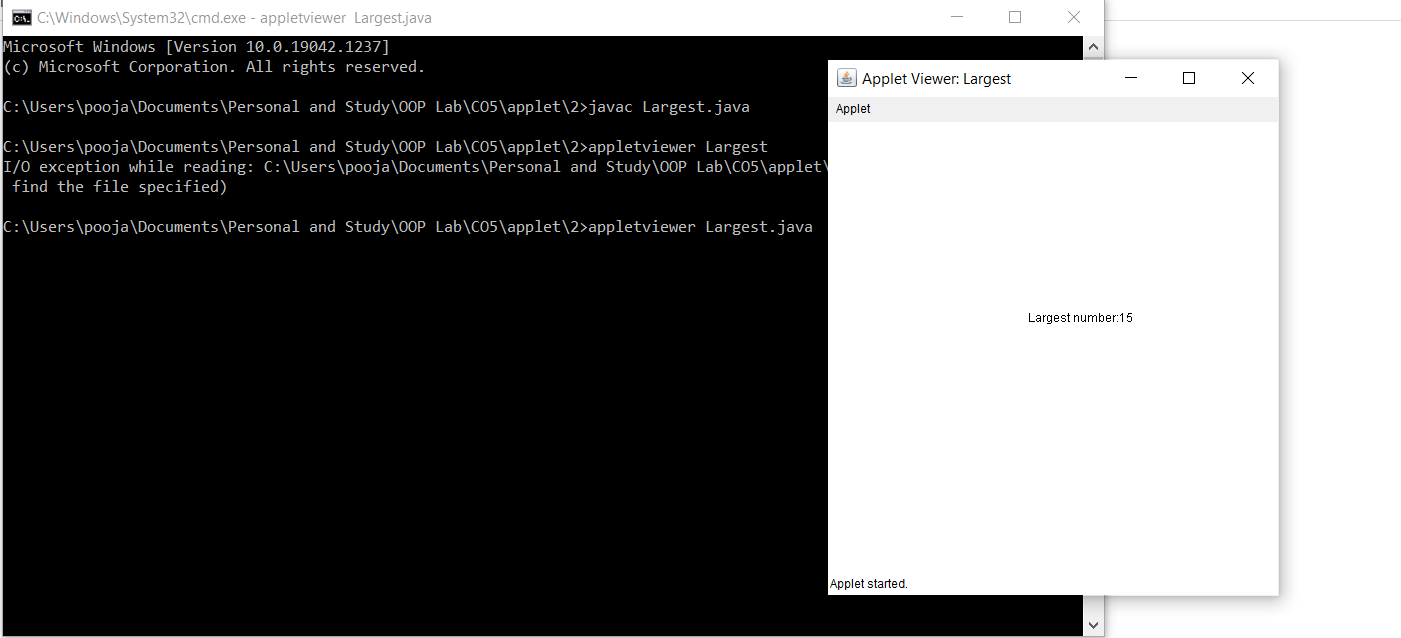 C:\Windows\System32\cmd.exe - appletviewer  Largest.java
Microsoft Windows [Version 10.0.19042.1237]
(c) Microsoft Corporation. All rights reserved.
C:\Users\pooja\Documents\Personal and Study\OOP Lab\CO5\applet\2>javac Largest.java
C:\Users\pooja\Documents\Personal and Study\OOP Lab\CO5\applet\2>appletviewer Largest
I/O exception while reading: C:\Users\pooja\Documents\Personal and Study\OOP Lab\CO5\applet\
 find the file specified)
C:\Users\pooja\Documents\Personal and Study\OOP Lab\CO5\applet\2>appletviewer Largest.java
Applet Viewer: Largest
Applet
Largest number:15
Applet started.